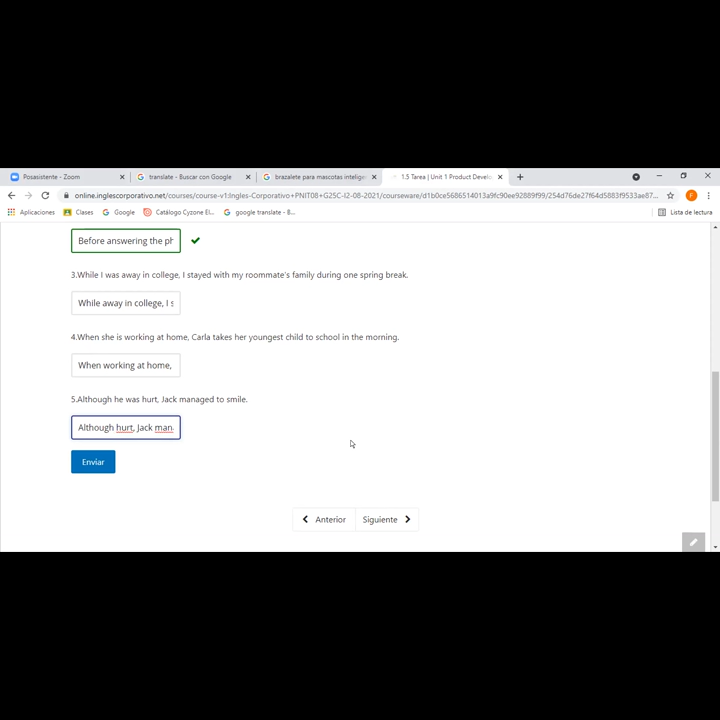 Posasistente - Zoom
translate - Buscar con Google
brazalete para mascotas intelige
1.5 Tarea | Unit 1 Product Develo
online.inglescorporativo.net/courses/course-v1:Ingles-Corporativo+PNIT08+G25C-I2-08-2021/courseware/d1b0ce5686514013a9fc90ee92889f99/254d76de27f64d5883f9533ae87...
F
Aplicaciones
Clases
Google
Catálogo Cyzone El...
google translate - B...
Lista de lectura
Before answering the ph
3.While I was away in college, I stayed with my roommate's family during one spring break.
While away in college, I s
4.When she is working at home, Carla takes her youngest child to school in the morning.
When working at home,
5.Although he was hurt, Jack managed to smile.
Although hurt, Jack man
Enviar
Anterior
Siguiente